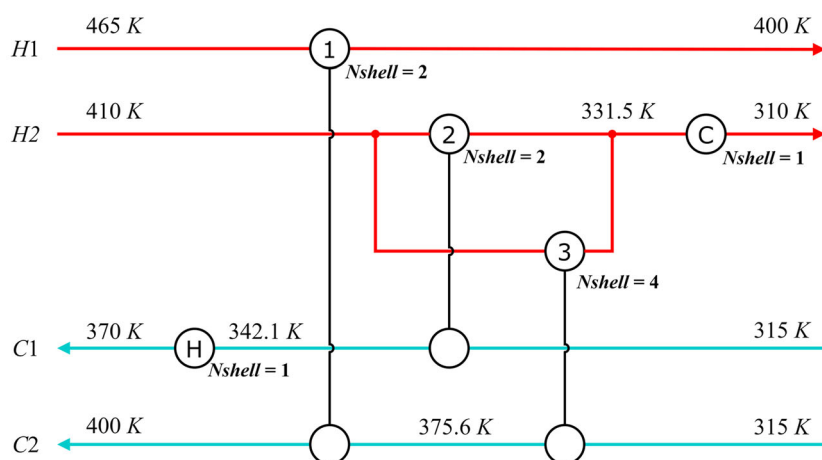 465 K
400 K
H1
1
Nshell = 2
410 K
331.5 K
310 K
H2
2
C
Nshell = 2
Nshell = 1
3
Nshell = 4
370 K
342.1 K
315 K
C1
H
Nshell = 1
400 K
375.6 K
315 K
C2